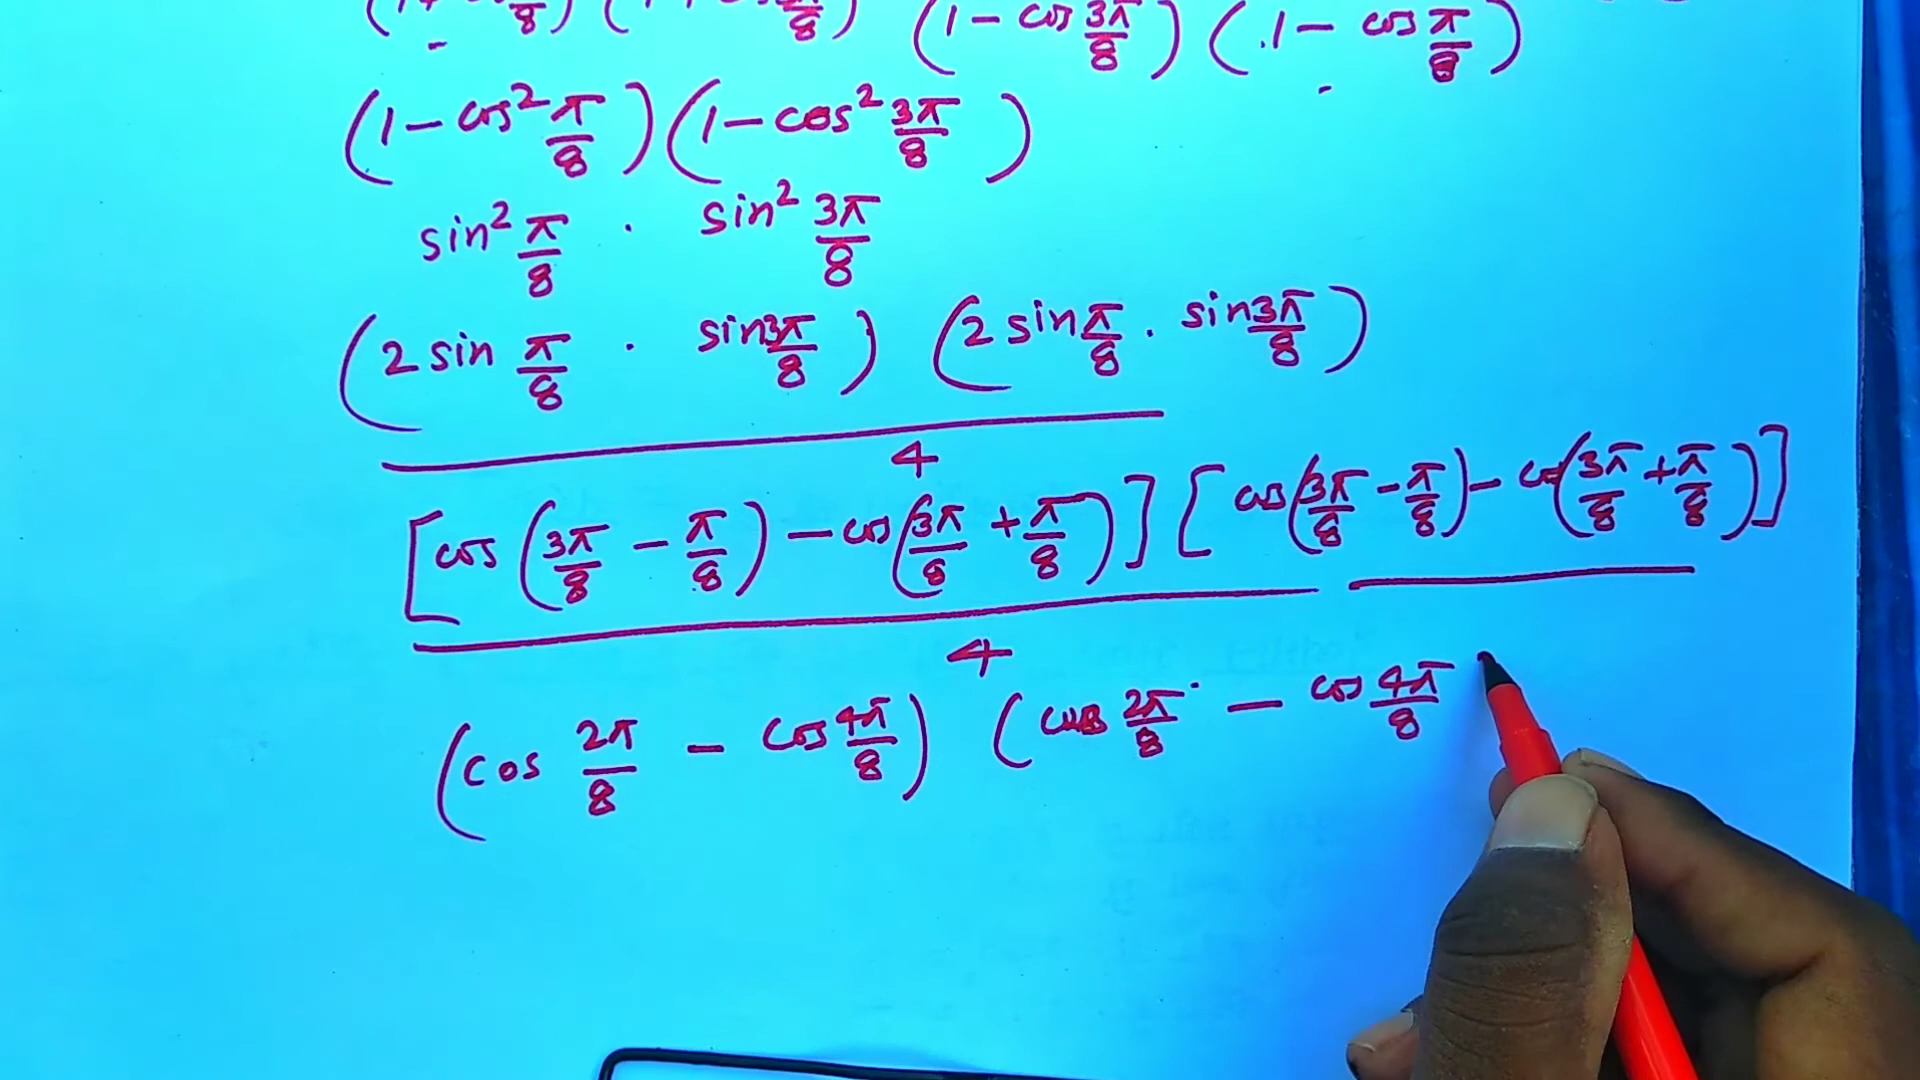 (1 - cos 3π/8) (1 - cos π/8)
(1 - cos² π/8) (1 - cos² 3π/8)
sin² π/8 . sin² 3π/8
(2 sin π/8 . sin 3π/8) (2 sin π/8 . sin 3π/8)
4
[cos (3π/8 - π/8) - cos (3π/8 + π/8)] [cos (3π/8 - π/8) - cos (3π/8 + π/8)]
4
(cos 2π/8 - cos 4π/8) (cos 2π/8 - cos 4π/8